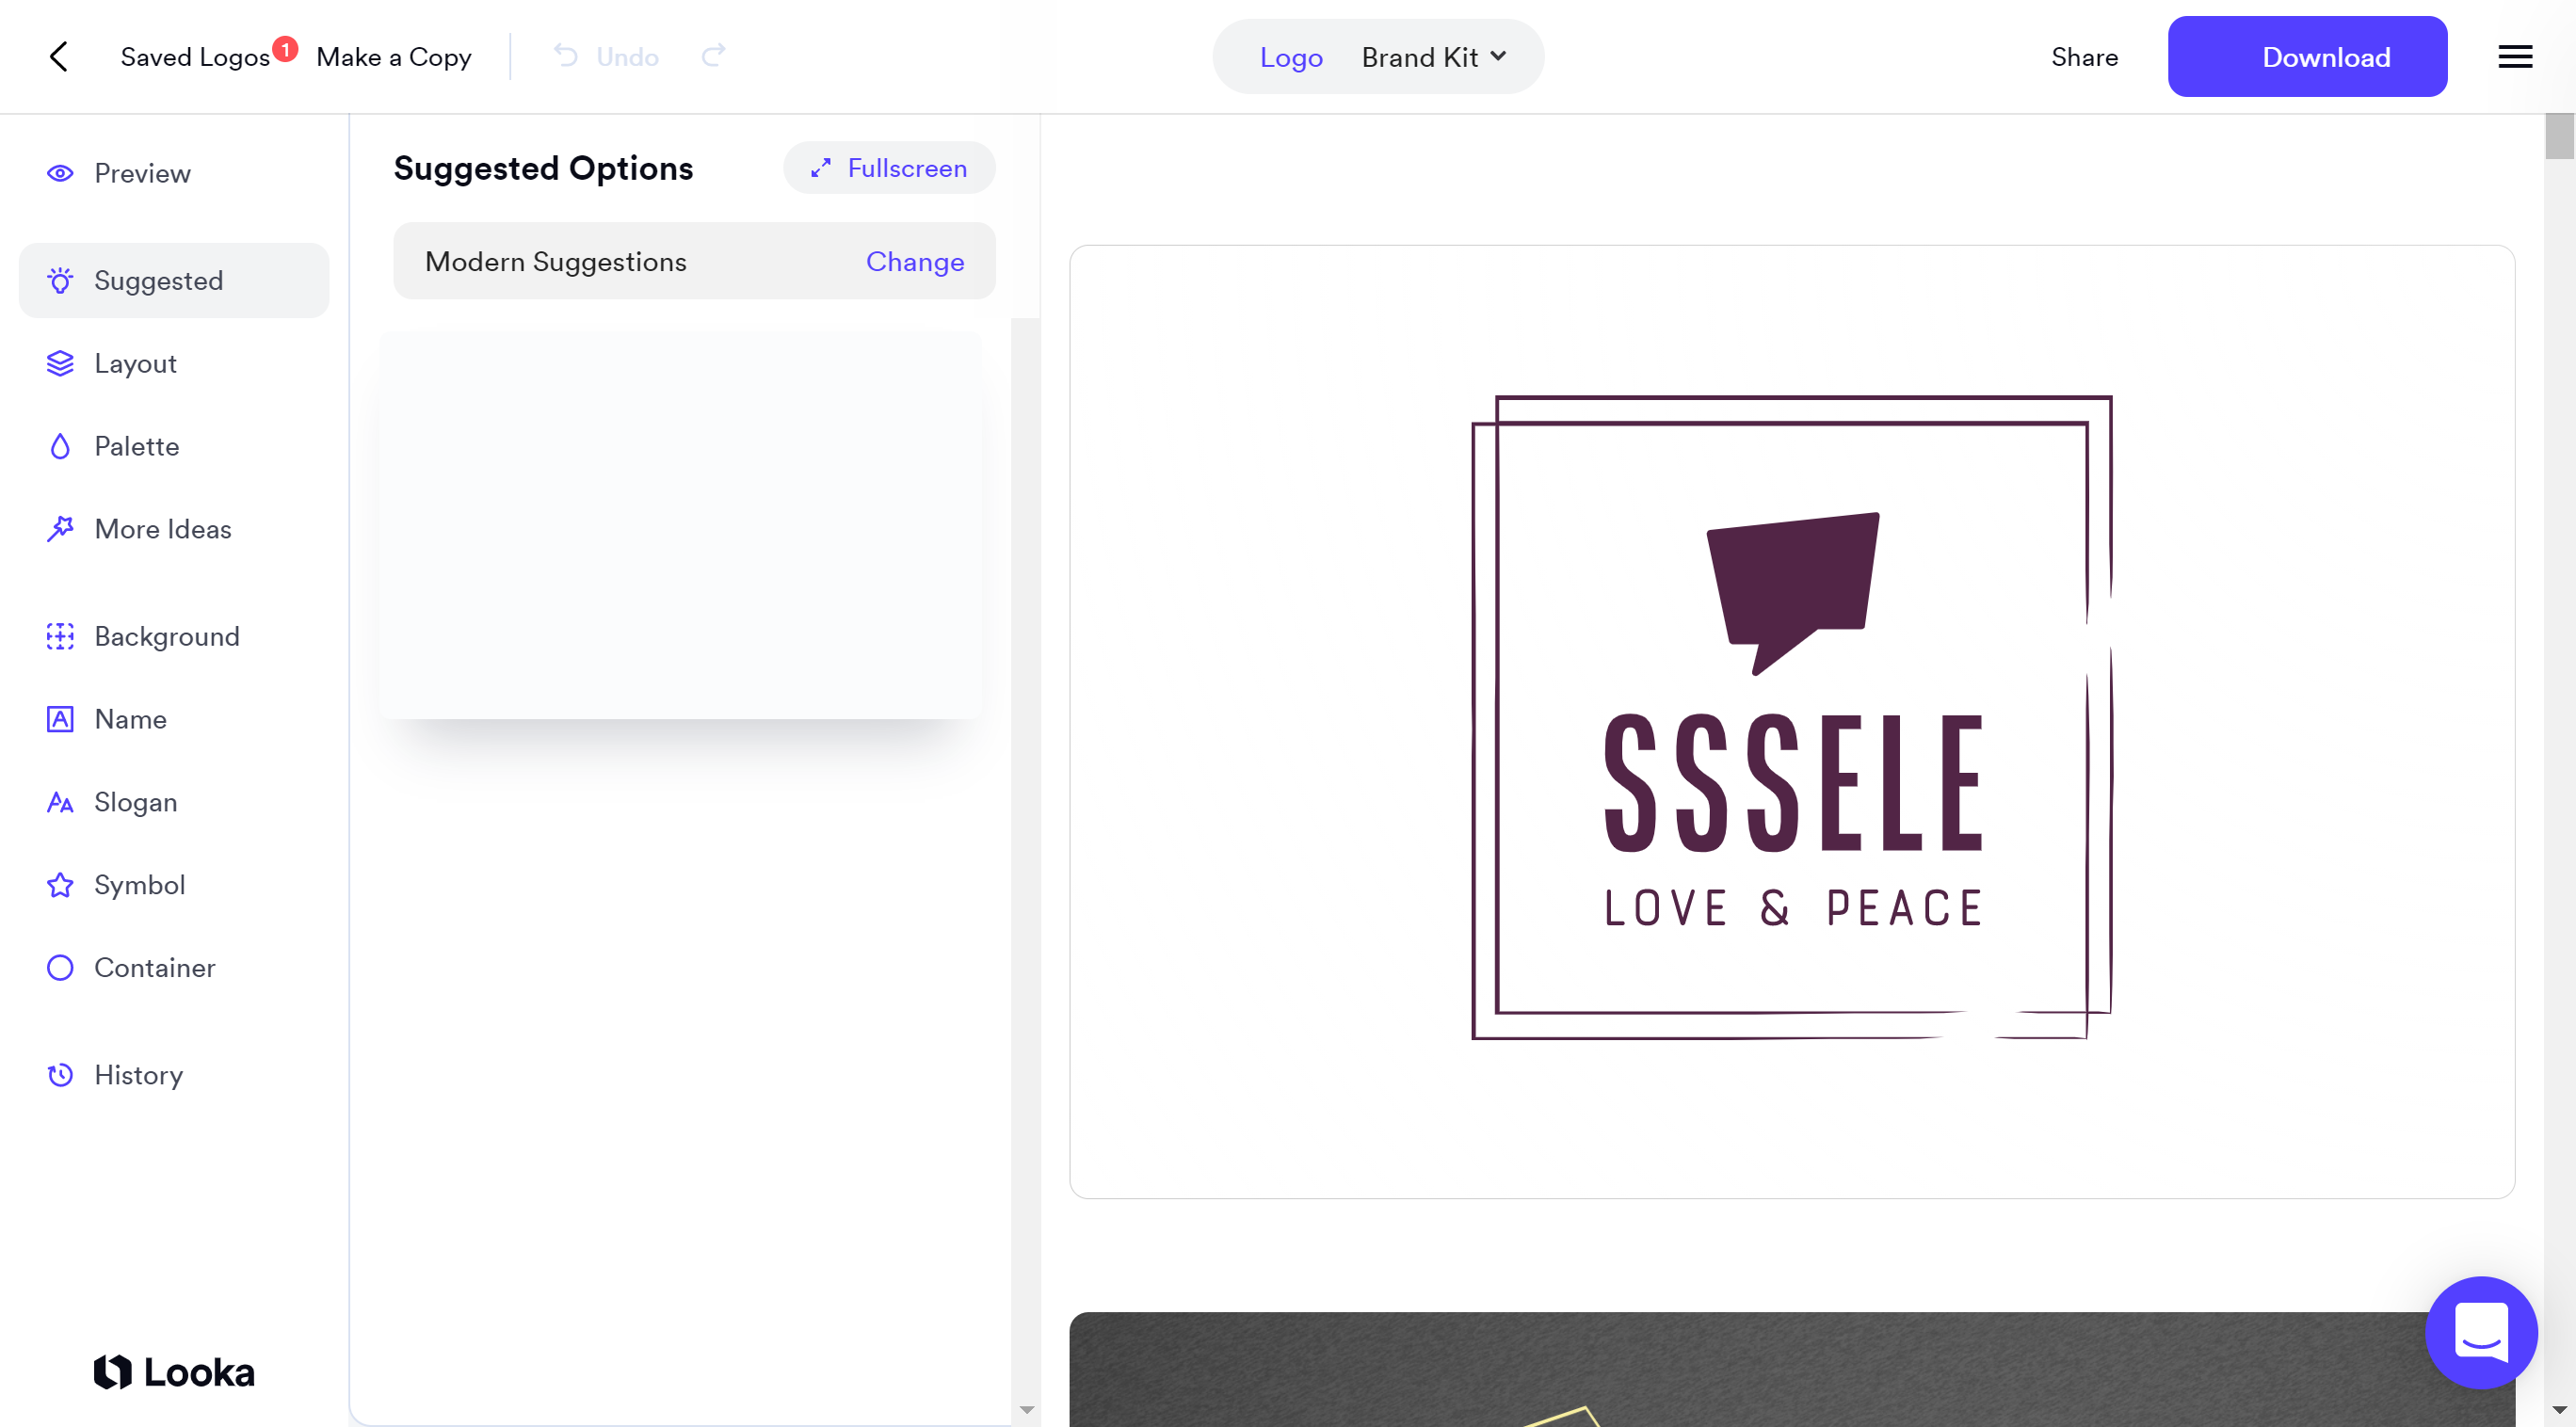 Saved Logos 1 Make a Copy Undo Logo Brand Kit Share Download
Preview
Suggested
Layout
Palette
More Ideas
Background
Name
Slogan
Symbol
Container
History
Looka
Suggested Options Fullscreen
Modern Suggestions Change
SSSELE
LOVE & PEACE